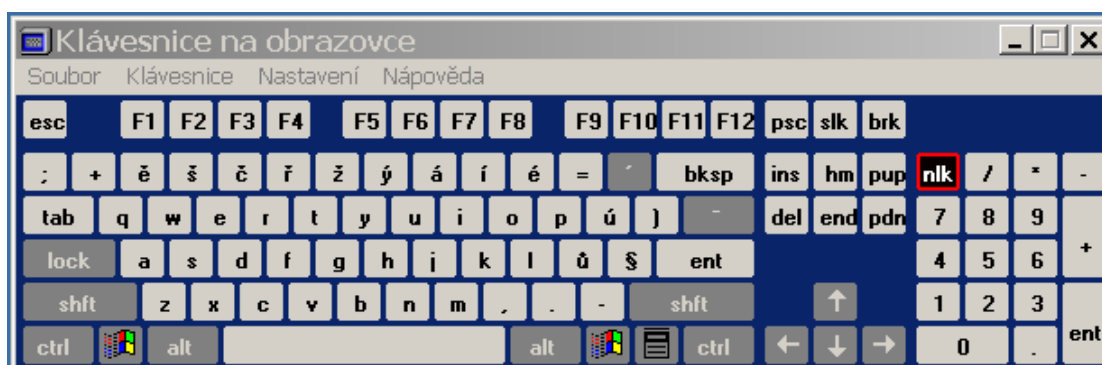 Klávesnice na obrazovce
Soubor Klávesnice Nastavení Nápověda
esc F1 F2 F3 F4 F5 F6 F7 F8 F9 F10 F11 F12 psc slk brk
; + ě š č ř ž ý á í é = ´ bksp ins hm pup nlk / * -
tab q w e r t y u i o p ú ) ¨ del end pdn 7 8 9 +
lock a s d f g h j k l ů § ent 4 5 6
shft z x c v b n m , . - shft ↑ 1 2 3 ent
ctrl alt alt ctrl ← ↓ → 0 .